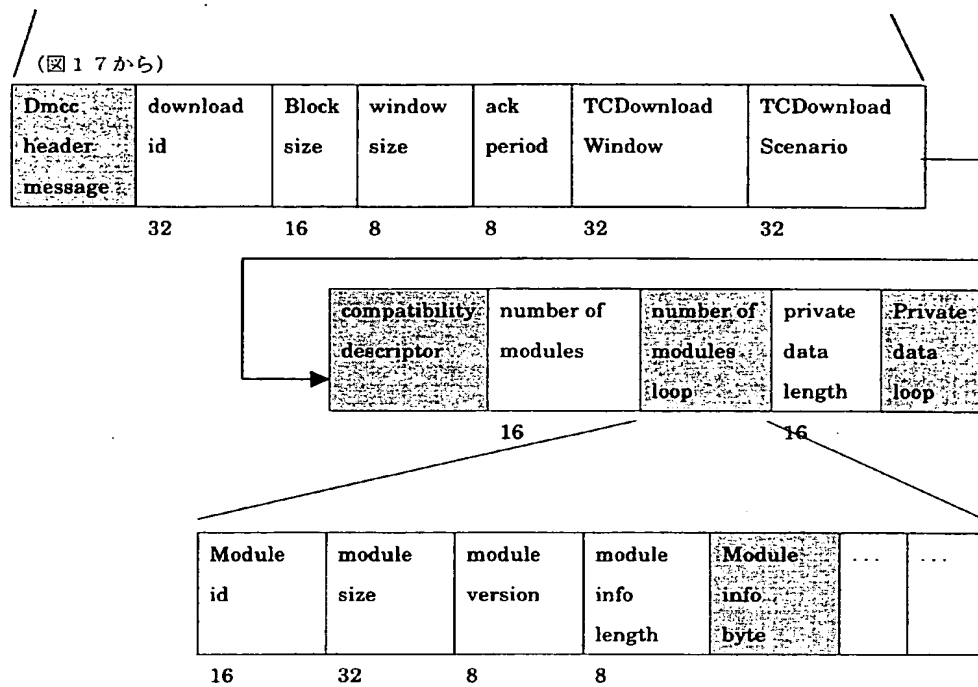 (図17から)
Dmcc header message
download id
Block size
window size
ack period
TCDownload Window
TCDownload Scenario
32
16
8
8
32
32
compatibility descriptor
number of modules
number of modules loop
private data length
Private data loop
16
16
Module id
module size
module version
module info length
Module info byte
...
...
16
32
8
8